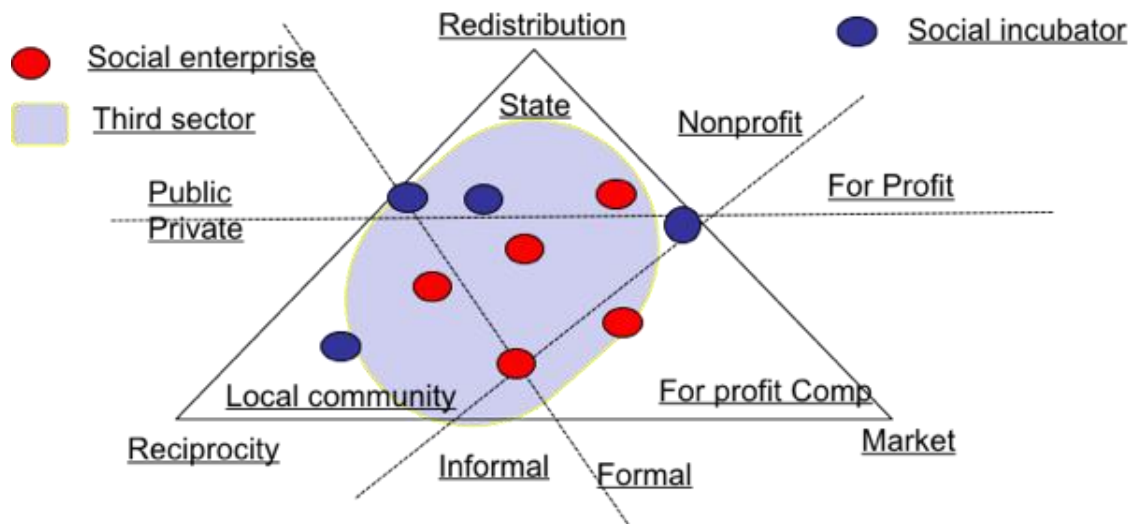 Redistribution
Social enterprise
Social incubator
Third sector
State
Nonprofit
Public
For Profit
Private
Local community
For profit Comp
Reciprocity
Informal
Formal
Market